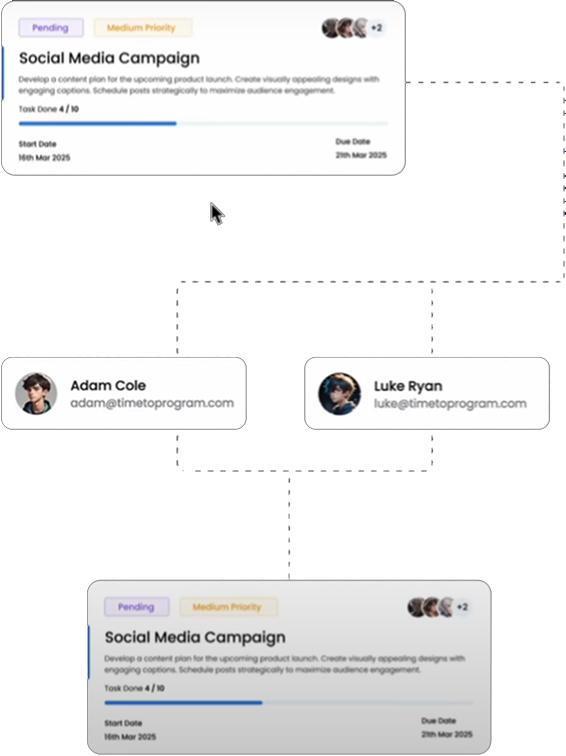 Pending
Medium Priority
+2
Social Media Campaign
Develop a content plan for the upcoming product launch. Create visually appealing designs with
engaging captions. Schedule posts strategically to maximize audience engagement.
Task Done 4 / 10
Start Date
Due Date
16th Mar 2025
21th Mar 2025
Adam Cole
adam@timetoprogram.com
Luke Ryan
luke@timetoprogram.com
Pending
Medium Priority
+2
Social Media Campaign
Develop a content plan for the upcoming product launch. Create visually appealing designs with
engaging captions. Schedule posts strategically to maximize audience engagement.
Task Done 4 / 10
Start Date
Due Date
16th Mar 2025
21th Mar 2025